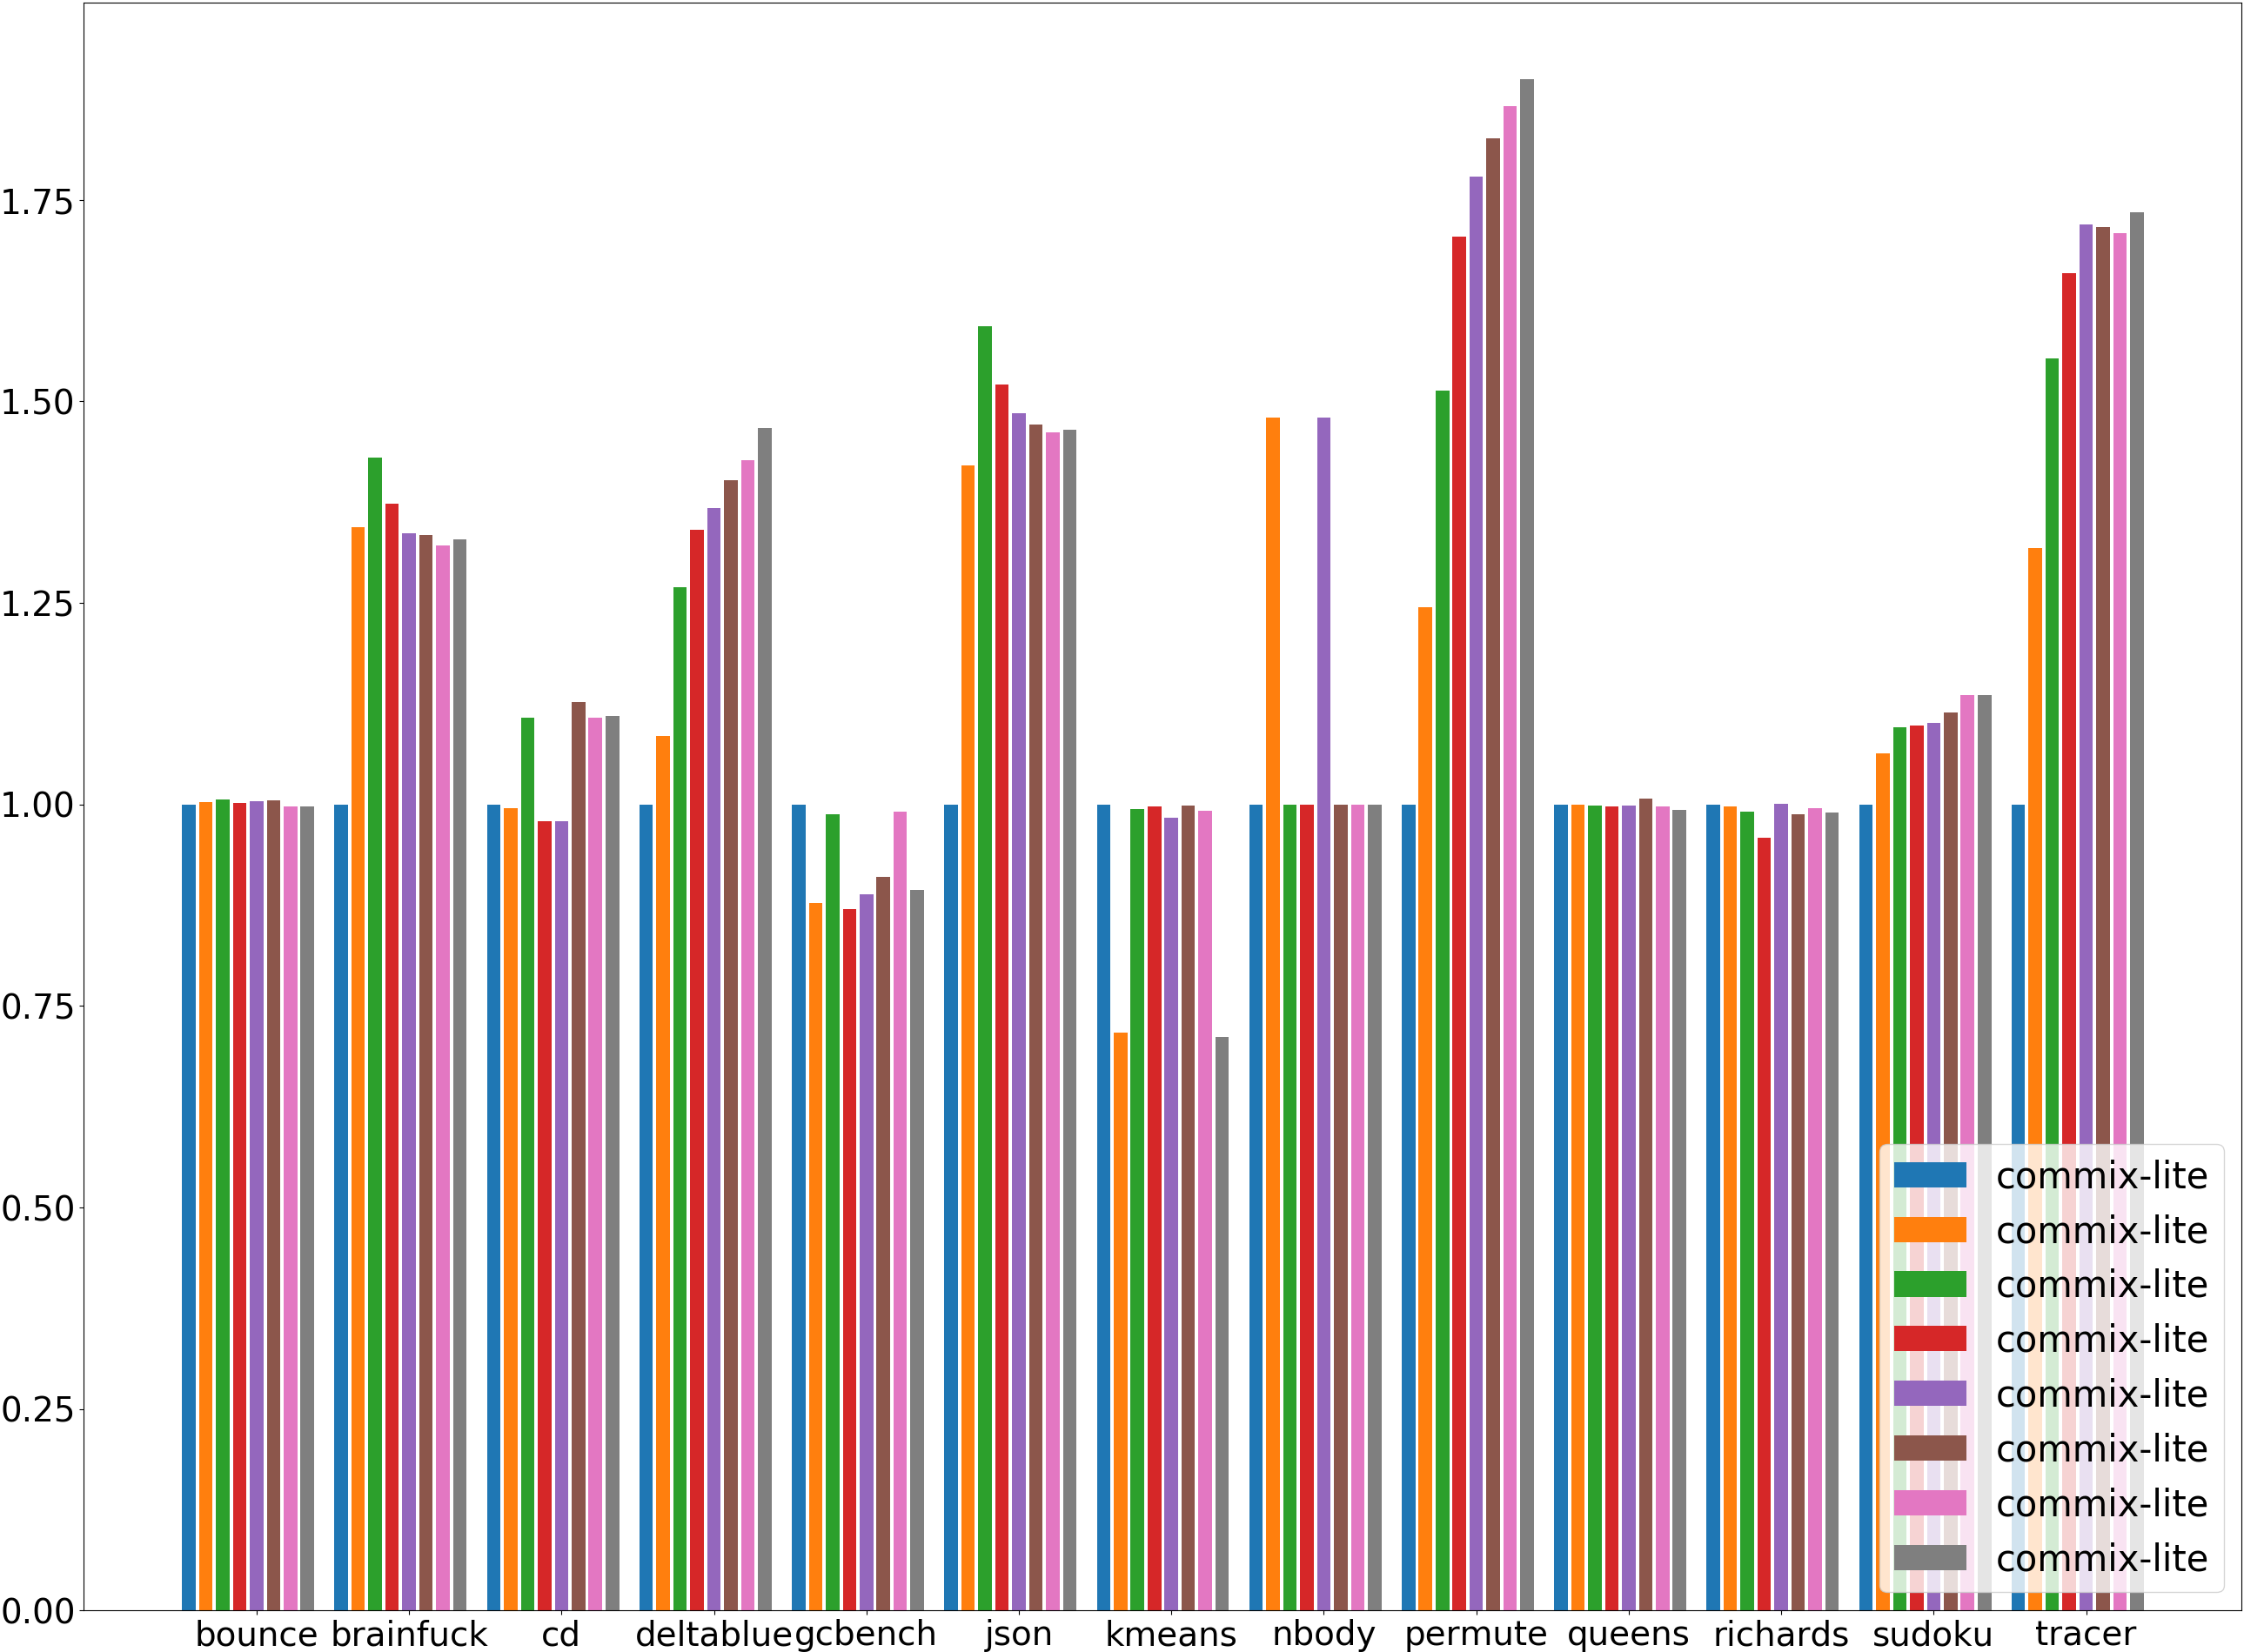 1.75
1.50
1.25
1.00
0.75
0.50
0.25
0.00
commix-lite
commix-lite
commix-lite
commix-lite
commix-lite
commix-lite
commix-lite
commix-lite
bounce brainfuck cd deltablue gcbench json kmeans nbody permute queens richards sudoku tracer